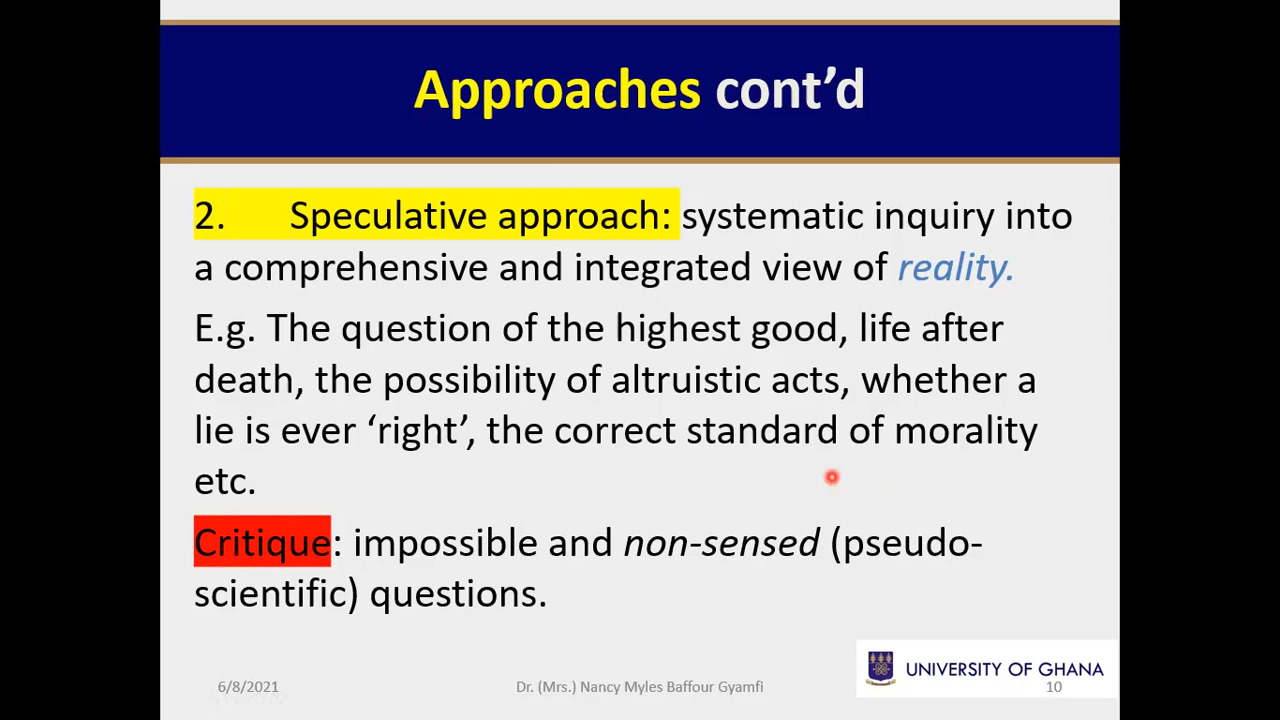 Approaches cont’d
2. Speculative approach: systematic inquiry into
a comprehensive and integrated view of reality.
E.g. The question of the highest good, life after
death, the possibility of altruistic acts, whether a
lie is ever ‘right’, the correct standard of morality
etc.
Critique: impossible and non-sensed (pseudo-
scientific) questions.
UNIVERSITY OF GHANA
6/8/2021 Dr. (Mrs.) Nancy Myles Baffour Gyamfi 10